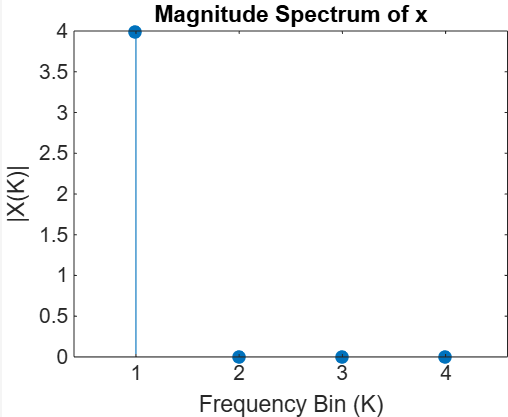 Magnitude Spectrum of x
4
3.5
3
2.5
2
1.5
1
0.5
0
|X(K)|
1 2 3 4
Frequency Bin (K)